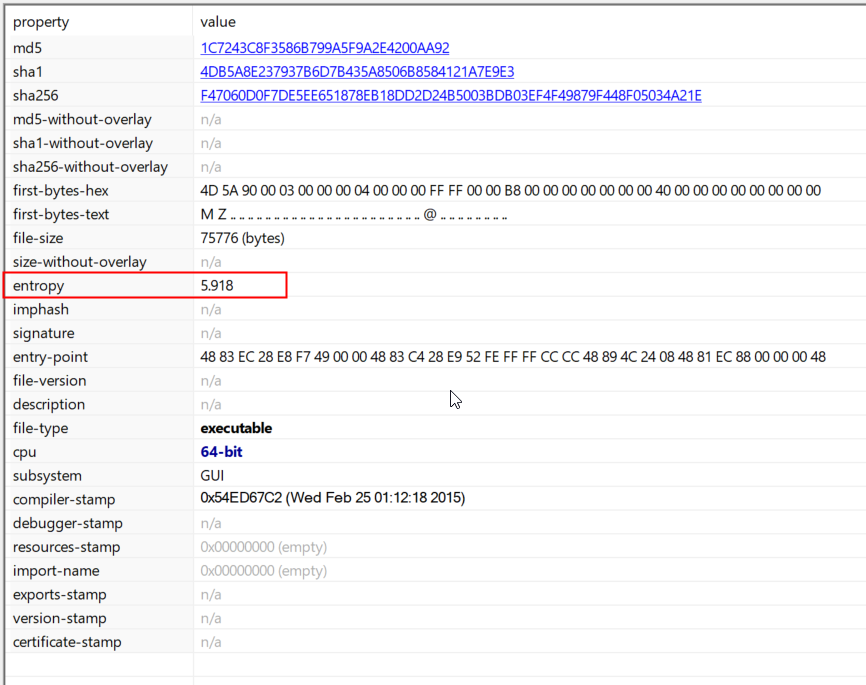 property value
md5 1C7243C8F3586B799A5F9A2E4200AA92
sha1 4DB5A8E237937B6D7B435A8506B8584121A7E9E3
sha256 F47060D0F7DE5EE651878EB18DD2D24B5003BDB03EF4F49879F448F05034A21E
md5-without-overlay n/a
sha1-without-overlay n/a
sha256-without-overlay n/a
first-bytes-hex 4D 5A 90 00 03 00 00 00 04 00 00 00 FF FF 00 00 B8 00 00 00 00 00 00 00 40 00 00 00 00 00 00 00 00
first-bytes-text M Z .. .. .. .. .. .. .. .. .. .. .. .. .. .. .. .. .. .. .. .. .. .. @ .. .. .. .. .. .. .. ..
file-size 75776 (bytes)
size-without-overlay n/a
entropy 5.918
imphash n/a
signature n/a
entry-point 48 83 EC 28 E8 F7 49 00 00 48 83 C4 28 E9 52 FE FF FF CC CC 48 89 4C 24 08 48 81 EC 88 00 00 00 48
file-version n/a
description n/a
file-type executable
cpu 64-bit
subsystem GUI
compiler-stamp 0x54ED67C2 (Wed Feb 25 01:12:18 2015)
debugger-stamp n/a
resources-stamp 0x00000000 (empty)
import-name 0x00000000 (empty)
exports-stamp n/a
version-stamp n/a
certificate-stamp n/a